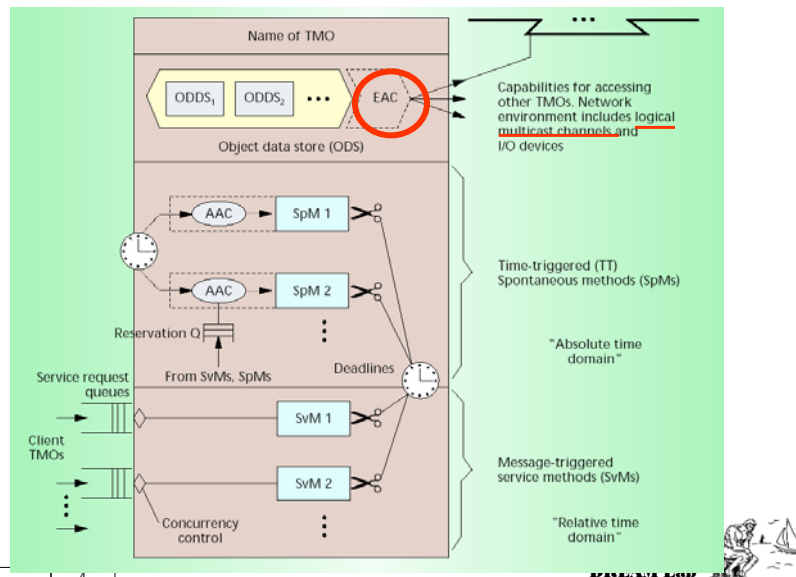 Name of TMO
ODDS1
ODDS2
•••
EAC
Capabilities for accessing
other TMOs. Network
environment includes logical
multicast channels and
I/O devices
Object data store (ODS)
AAC
SpM 1
AAC
SpM 2
Time-triggered (TT)
Spontaneous methods (SpMs)
Reservation Q
"Absolute time
domain"
From SvMs, SpMs
Deadlines
Service request
queues
SvM 1
Client
TMOs
SvM 2
Message-triggered
service methods (SvMs)
Concurrency
control
"Relative time
domain"